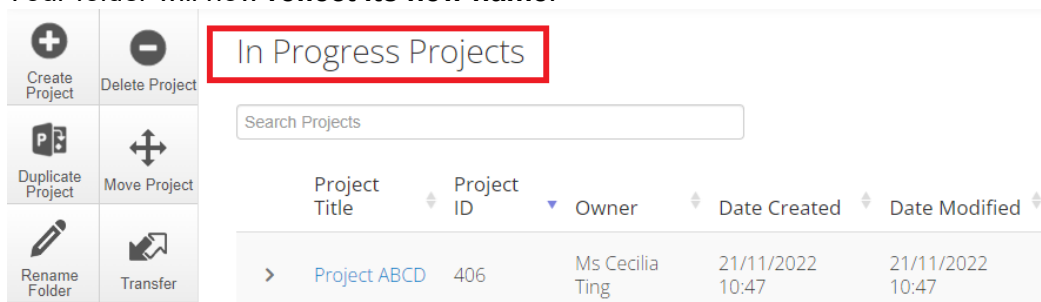 Your folder will now reflect its new name.
In Progress Projects
Create
Project
Delete Project
Search Projects
Duplicate
Project
Move Project
Project
Title
Project
ID
Owner
Date Created
Date Modified
Rename
Folder
Transfer
Project ABCD
406
Ms Cecilia
Ting
21/11/2022
10:47
21/11/2022
10:47